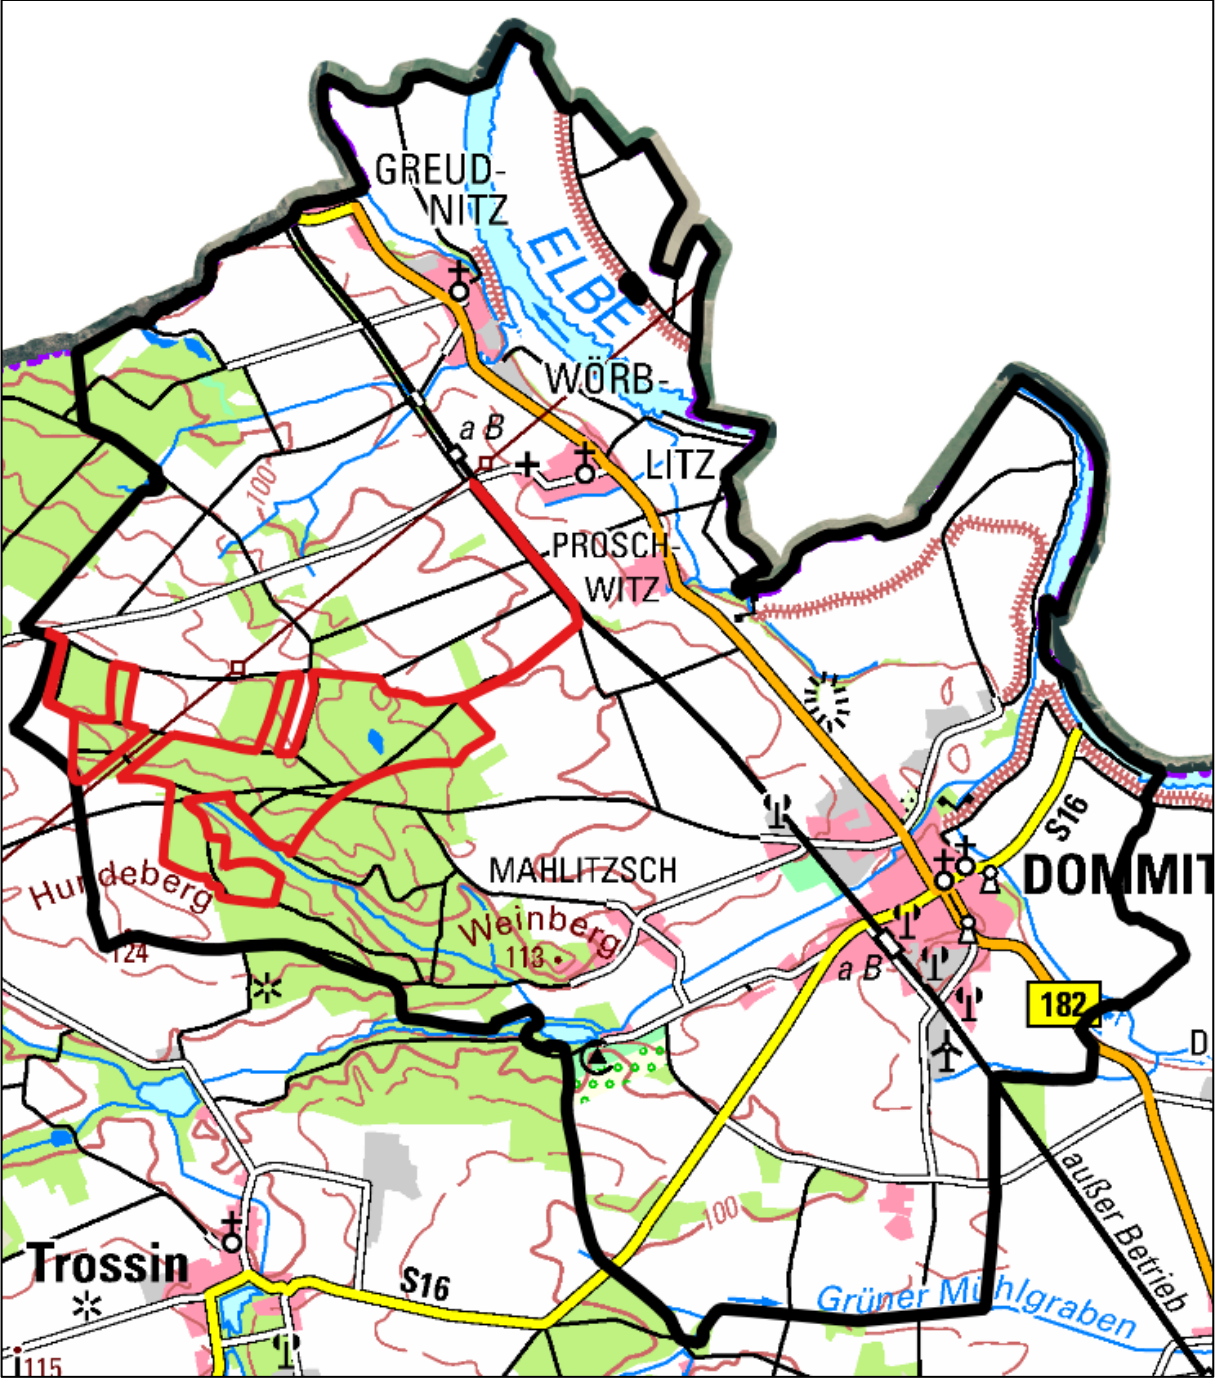 GREUD-
NITZ
ELBE
WÖRB-
LITZ
a B
100
PROSCH-
WITZ
S16
MAHLITZSCH
DOMMIT
Hundeberg
124
Weinberg
113
a B
182
D
außer Betrieb
100
Trossin
S16
Grüner Mühlgraben
115